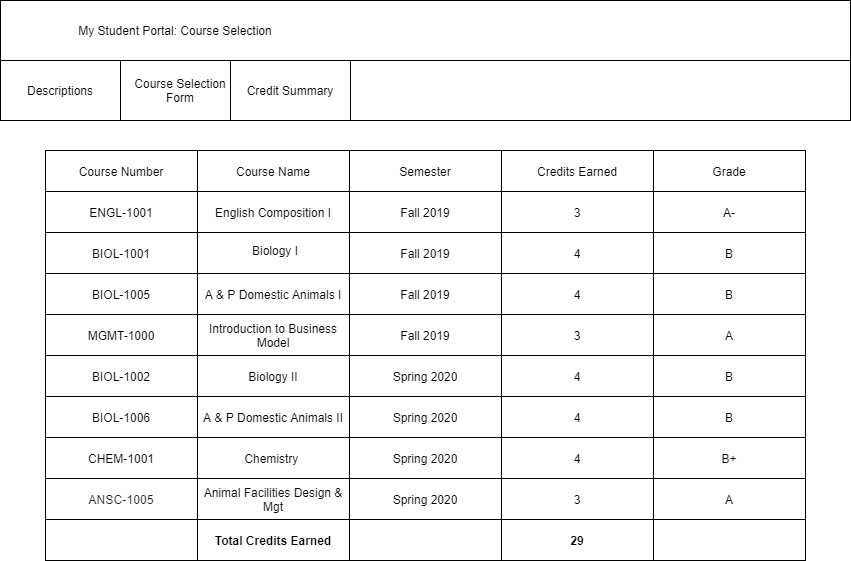 My Student Portal: Course Selection
Descriptions
Course Selection
Form
Credit Summary
Course Number Course Name Semester Credits Earned Grade
ENGL-1001 English Composition I Fall 2019 3 A-
BIOL-1001 Biology I Fall 2019 4 B
BIOL-1005 A & P Domestic Animals I Fall 2019 4 B
MGMT-1000 Introduction to Business
Model Fall 2019 3 A
BIOL-1002 Biology II Spring 2020 4 B
BIOL-1006 A & P Domestic Animals II Spring 2020 4 B
CHEM-1001 Chemistry Spring 2020 4 B+
ANSC-1005 Animal Facilities Design &
Mgt Spring 2020 3 A
Total Credits Earned 29